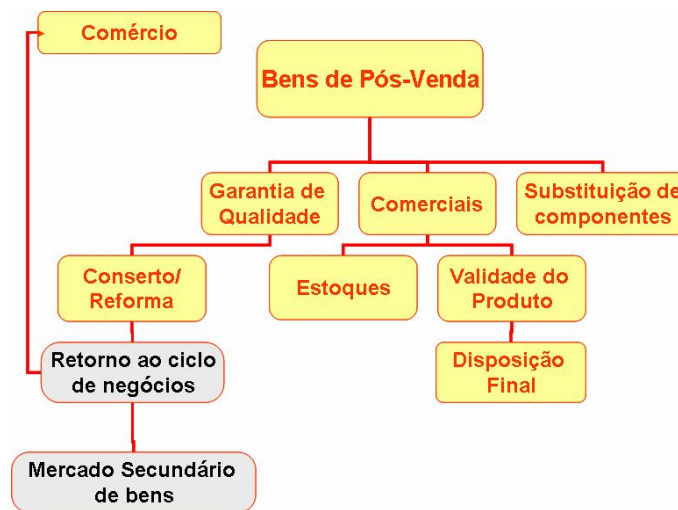 Comércio
Bens de Pós-Venda
Garantia de
Qualidade
Comerciais
Substituição de
componentes
Conserto/
Reforma
Estoques
Validade do
Produto
Retorno ao ciclo
de negócios
Disposição
Final
Mercado Secundário
de bens